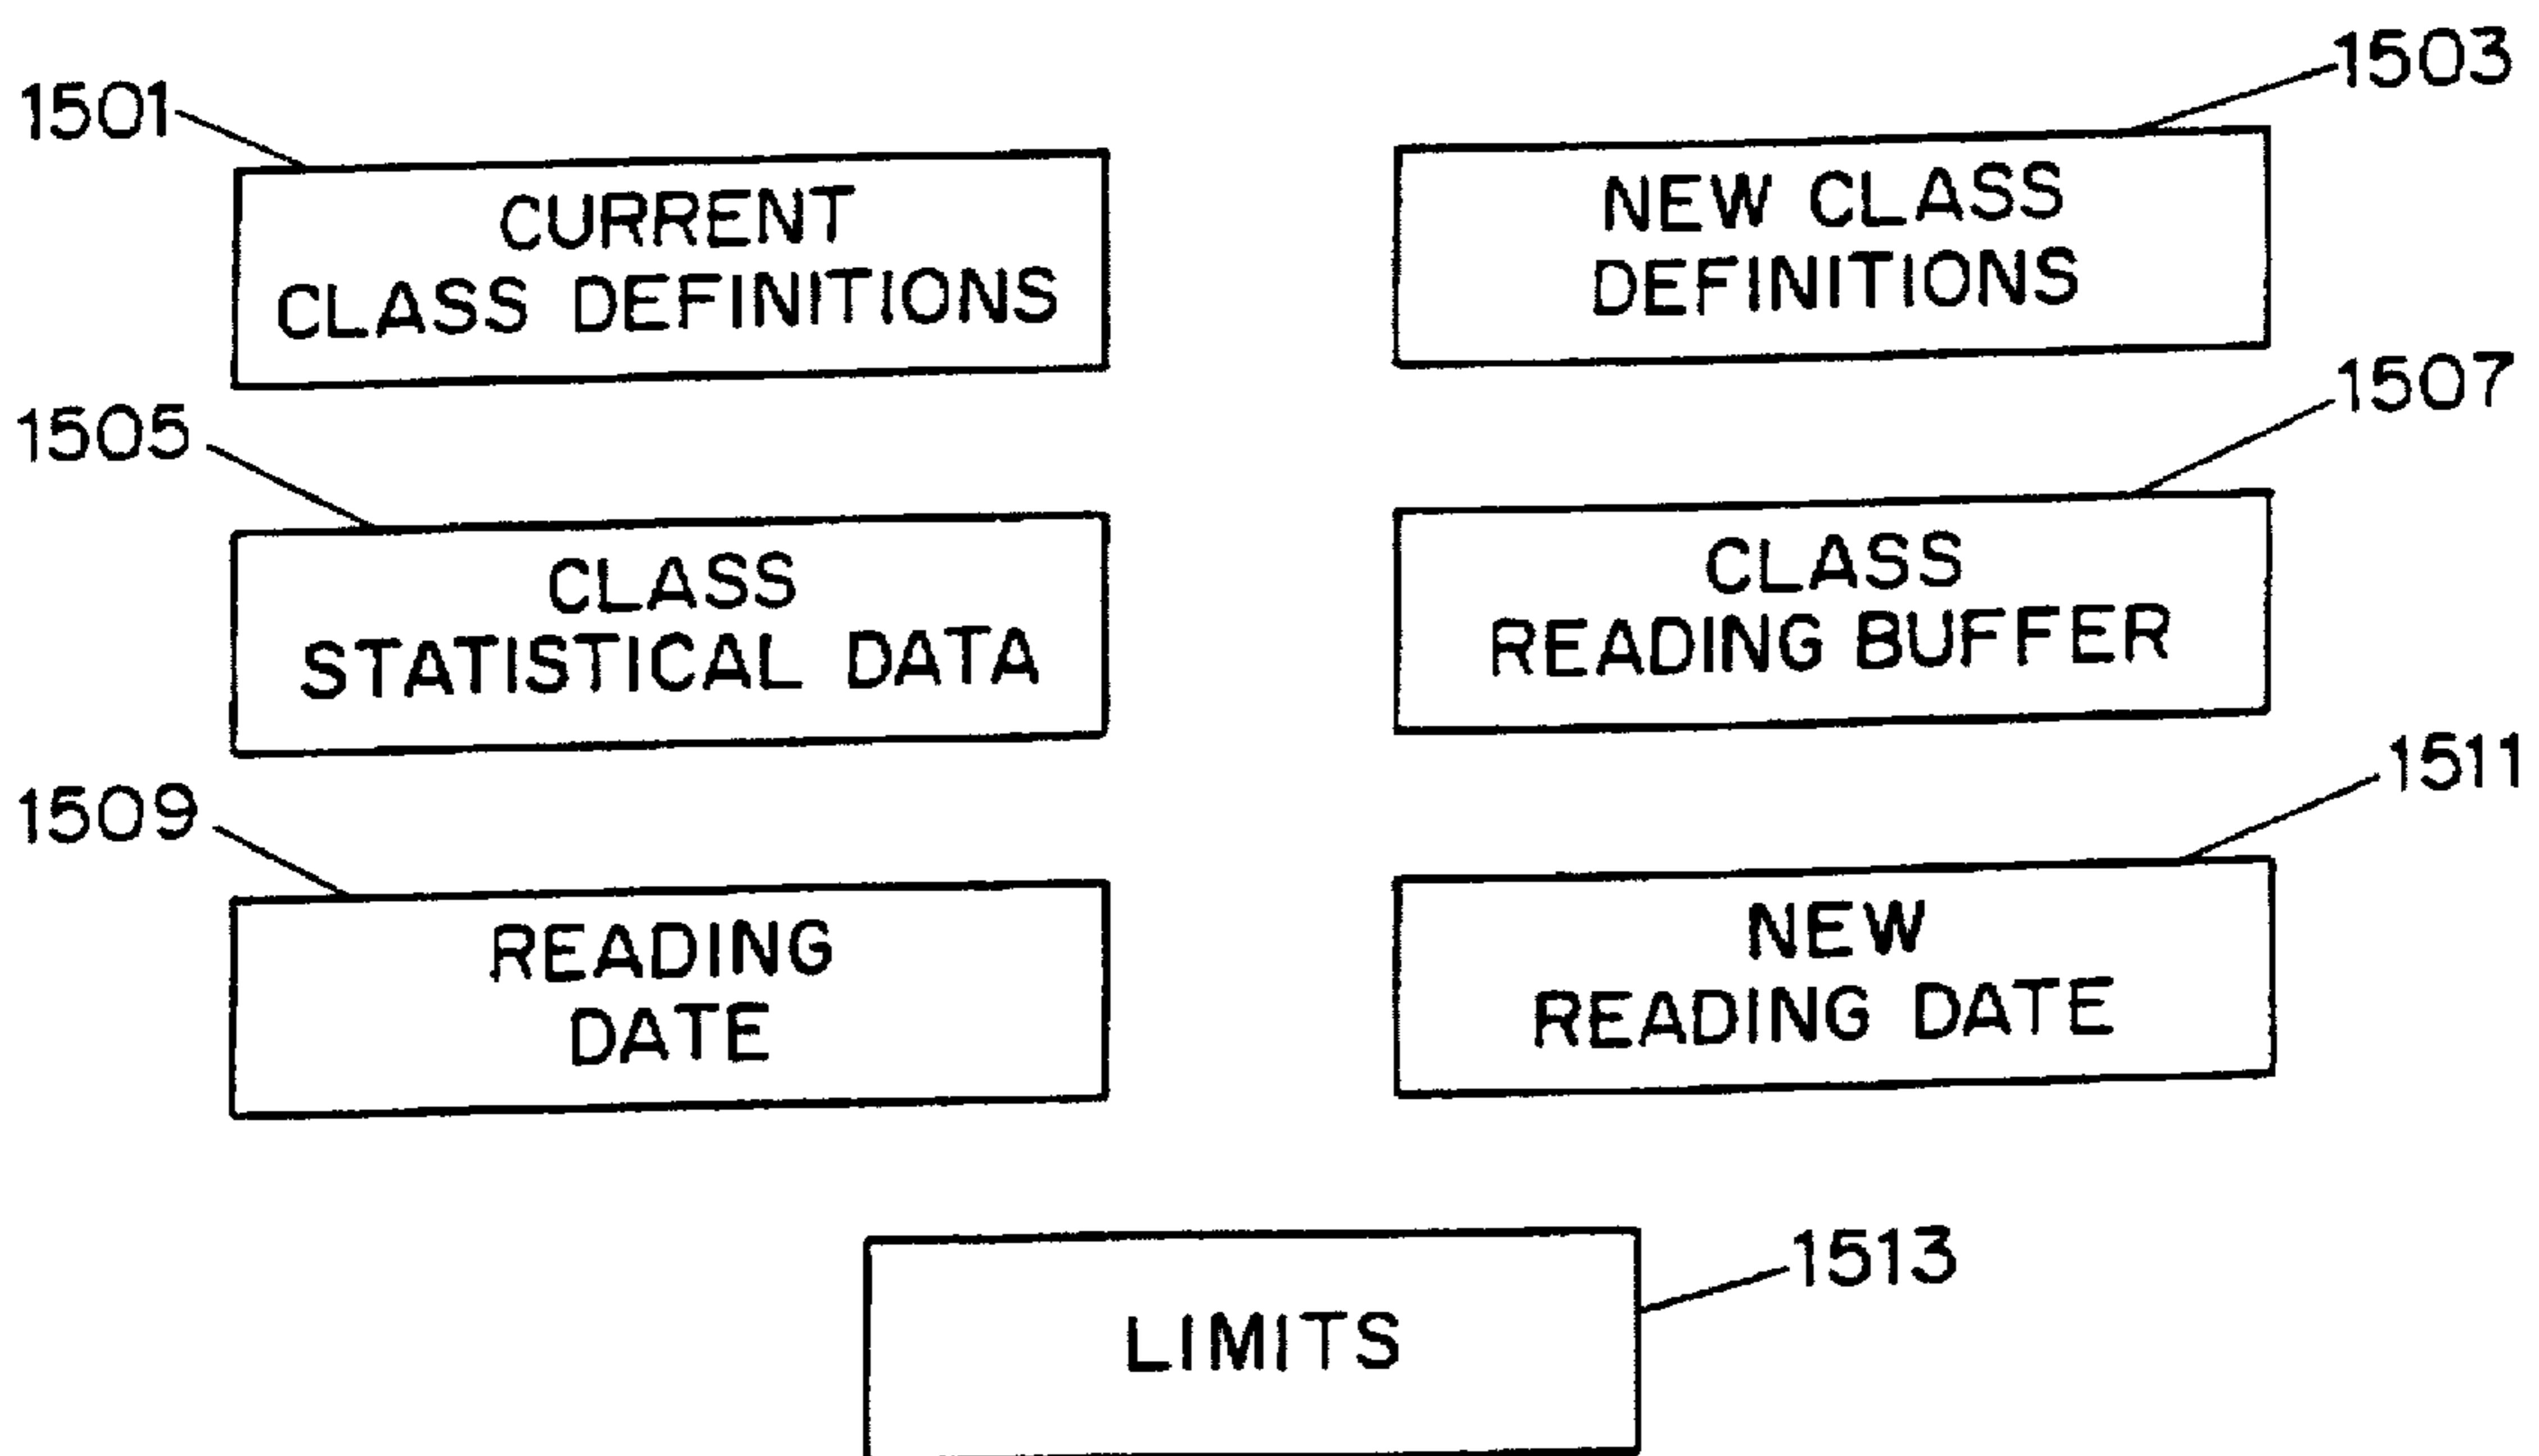 1501
1503
CURRENT
CLASS DEFINITIONS
NEW CLASS
DEFINITIONS
1505
1507
CLASS
STATISTICAL DATA
CLASS
READING BUFFER
1509
1511
READING
DATE
NEW
READING DATE
LIMITS
1513